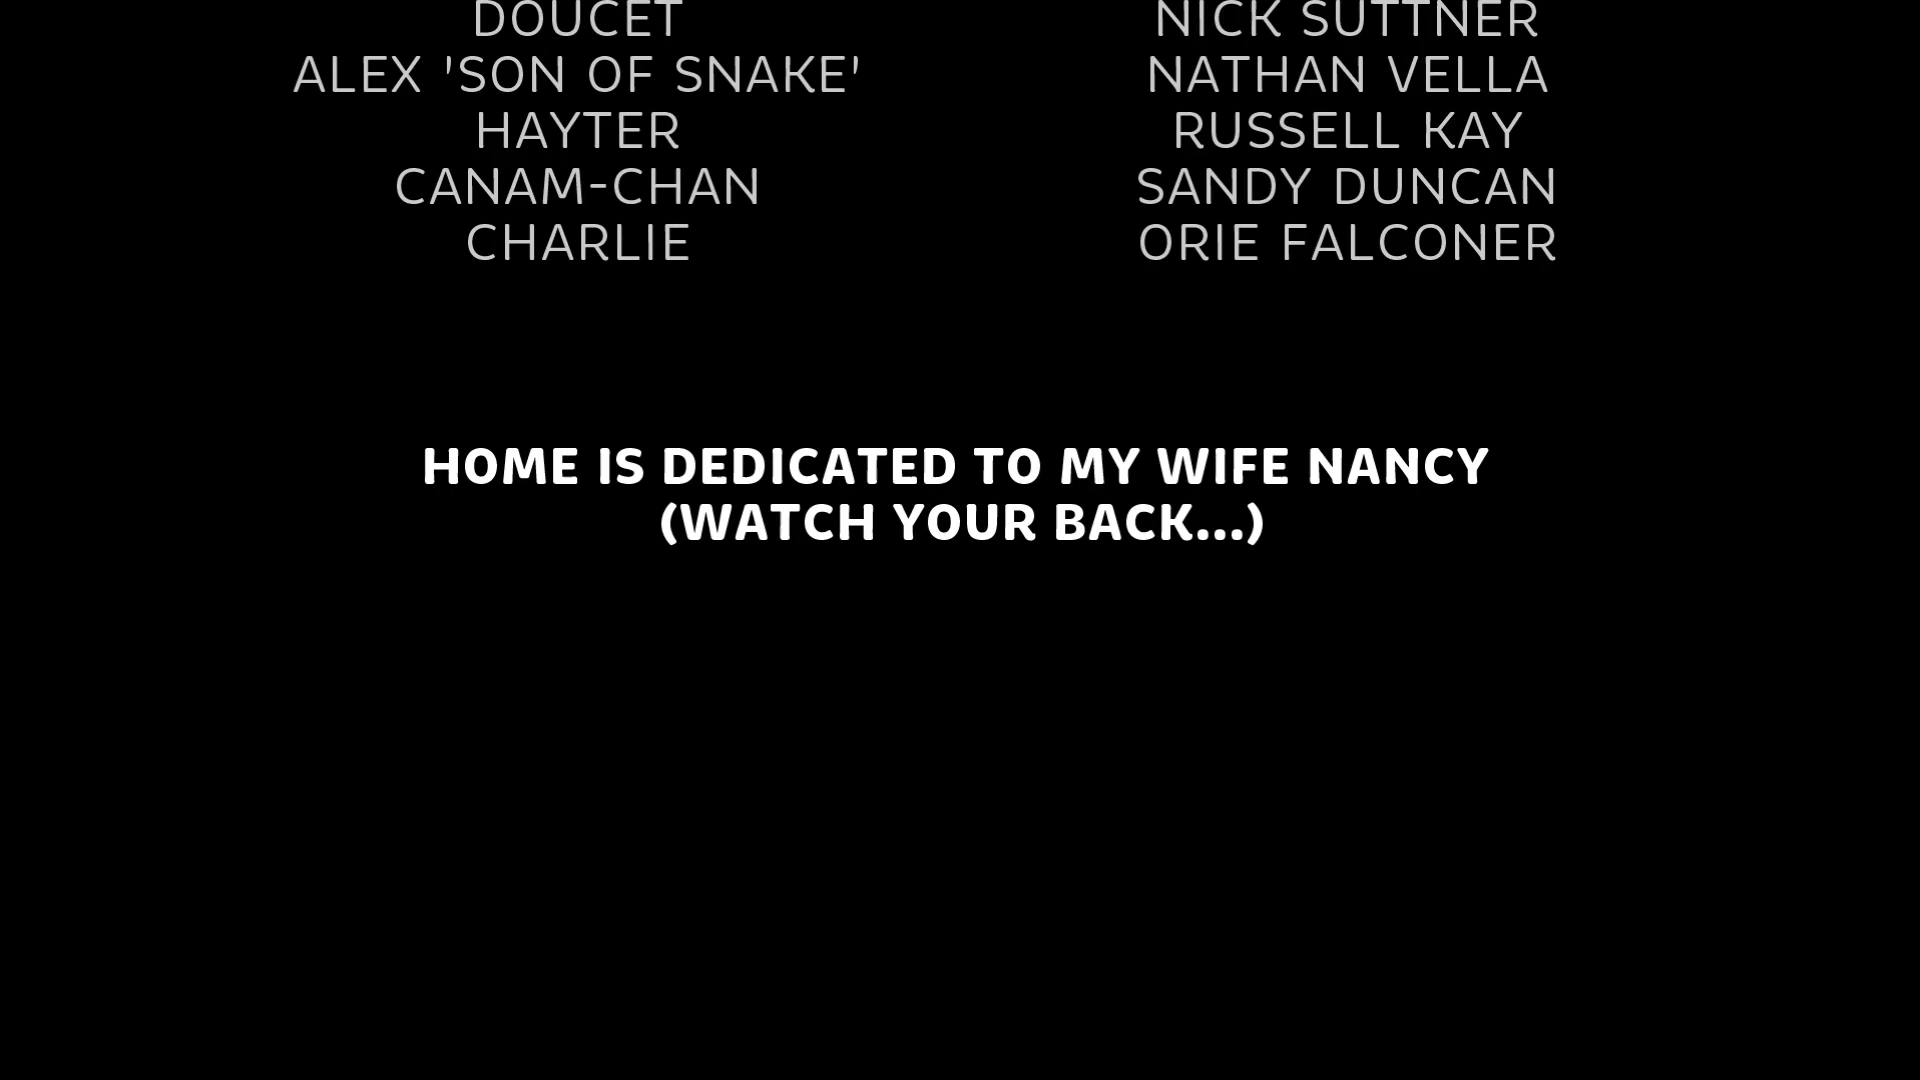 DOUCET
ALEX 'SON OF SNAKE'
HAYTER
CANAM-CHAN
CHARLIE
NICK SUTTNER
NATHAN VELLA
RUSSELL KAY
SANDY DUNCAN
ORIE FALCONER
HOME IS DEDICATED TO MY WIFE NANCY
(WATCH YOUR BACK...)